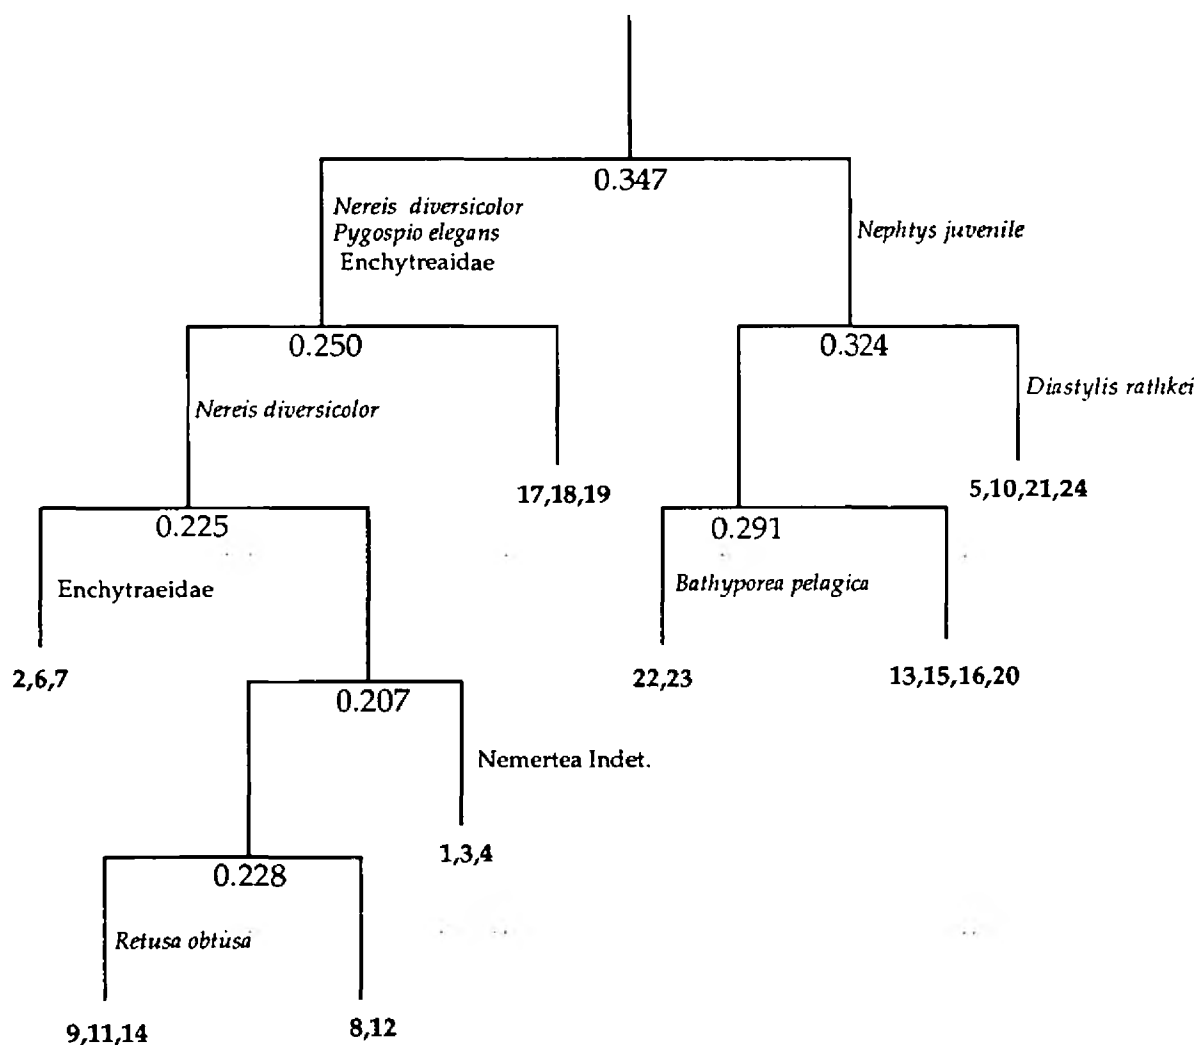 0.347
Nereis diversicolor
Pygospio elegans
Enchytreaidae
Nephtys juvenile
0.250
0.324
Nereis diversicolor
Diastylis rathkei
17,18,19
5,10,21,24
0.225
0.291
Enchytraeidae
Bathyporea pelagica
2,6,7
22,23
13,15,16,20
0.207
Nemertea Indet.
1,3,4
0.228
Retusa obtusa
9,11,14
8,12